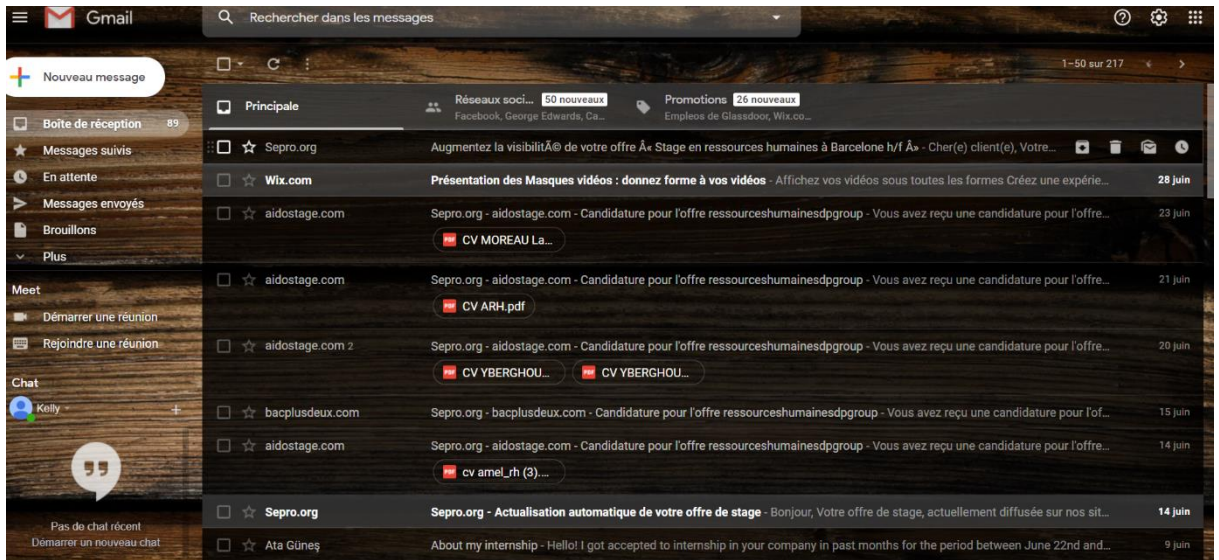 Gmail
Rechercher dans les messages
Nouveau message
1–50 sur 217
Principale
Réseaux soci... 50 nouveaux
Facebook, George Edwards, Ca...
Promotions 26 nouveaux
Empleos de Glassdoor, Wix.co...
Boîte de réception 89
Messages suivis
En attente
Messages envoyés
Brouillons
Plus
Meet
Démarrer une réunion
Rejoindre une réunion
Chat
Kelly
Pas de chat récent
Démarrer un nouveau chat
Sepro.org Augmentez la visibilitÃ© de votre offre Â« Stage en ressources humaines à Barcelone h/f Â» - Cher(e) client(e), Votre...
Wix.com Présentation des Masques vidéos : donnez forme à vos vidéos - Affichez vos vidéos sous toutes les formes Créez une expérie... 28 juin
aidostage.com Sepro.org - aidostage.com - Candidature pour l'offre ressourceshumainesdpgroup - Vous avez reçu une candidature pour l'offre... 23 juin
PDF CV MOREAU La...
aidostage.com Sepro.org - aidostage.com - Candidature pour l'offre ressourceshumainesdpgroup - Vous avez reçu une candidature pour l'offre... 21 juin
PDF CV ARH.pdf
aidostage.com 2 Sepro.org - aidostage.com - Candidature pour l'offre ressourceshumainesdpgroup - Vous avez reçu une candidature pour l'offre... 20 juin
PDF CV YBERGHOU... PDF CV YBERGHOU...
bacplusdeux.com Sepro.org - bacplusdeux.com - Candidature pour l'offre ressourceshumainesdpgroup - Vous avez reçu une candidature pour l'of... 15 juin
aidostage.com Sepro.org - aidostage.com - Candidature pour l'offre ressourceshumainesdpgroup - Vous avez reçu une candidature pour l'offre... 14 juin
PDF cv amel_rh (3)....
Sepro.org Sepro.org - Actualisation automatique de votre offre de stage - Bonjour, Votre offre de stage, actuellement diffusée sur nos sit... 14 juin
Ata Güneş About my internship - Hello! I got accepted to internship in your company in past months for the period between June 22nd and... 9 juin